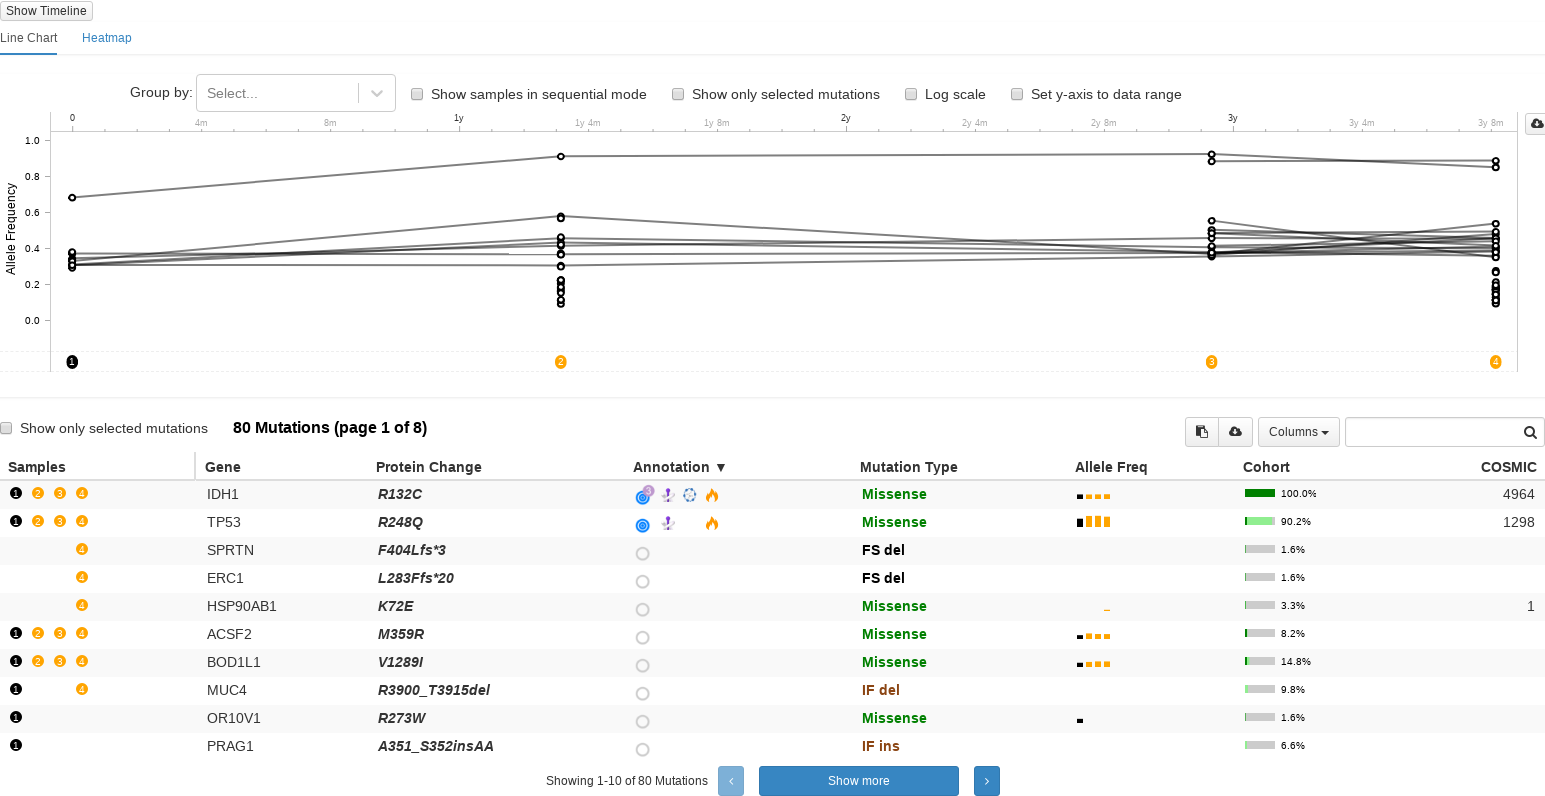 Show Timeline
Line Chart Heatmap
Group by: Select... Show samples in sequential mode Show only selected mutations Log scale Set y-axis to data range
0 4m 8m 1y 1y 4m 1y 8m 2y 2y 4m 2y 8m 3y 3y 4m 3y 8m
1.0
0.8
0.6
0.4
0.2
0.0
Allele Frequency
1 2 3 4
Show only selected mutations 80 Mutations (page 1 of 8) Columns
Samples Gene Protein Change Annotation ▼ Mutation Type Allele Freq Cohort COSMIC
1 2 3 4 IDH1 R132C 3 Missense 100.0% 4964
1 2 3 4 TP53 R248Q Missense 90.2% 1298
4 SPRTN F404Lfs*3 FS del 1.6%
4 ERC1 L283Ffs*20 FS del 1.6%
4 HSP90AB1 K72E Missense 3.3% 1
1 2 3 4 ACSF2 M359R Missense 8.2%
1 2 3 4 BOD1L1 V1289I Missense 14.8%
1 4 MUC4 R3900_T3915del IF del 9.8%
1 OR10V1 R273W Missense 1.6%
1 PRAG1 A351_S352insAA IF ins 6.6%
Showing 1-10 of 80 Mutations ‹ Show more ›